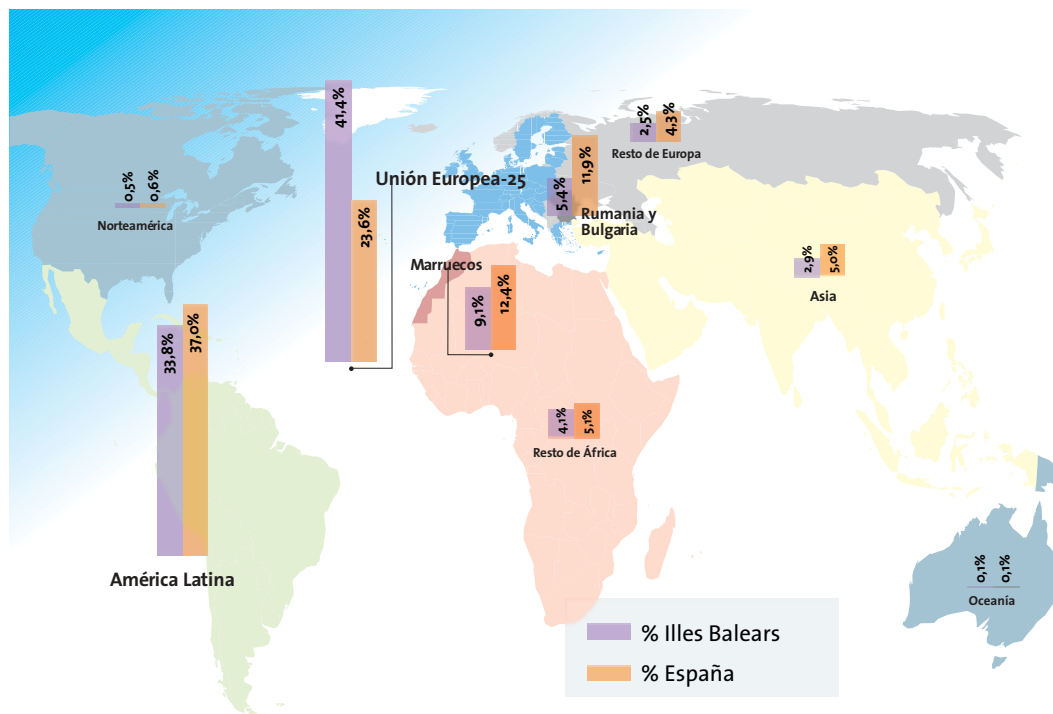 41,4%
23,6%
Unión Europea-25
0,5%
0,6%
Norteamérica
2,5%
4,3%
Resto de Europa
5,4%
11,9%
Rumania y
Bulgaria
Marruecos
9,1%
12,4%
2,9%
5,0%
Asia
33,8%
37,0%
América Latina
4,1%
5,1%
Resto de África
0,1%
0,1%
Oceanía
% Illes Balears
% España